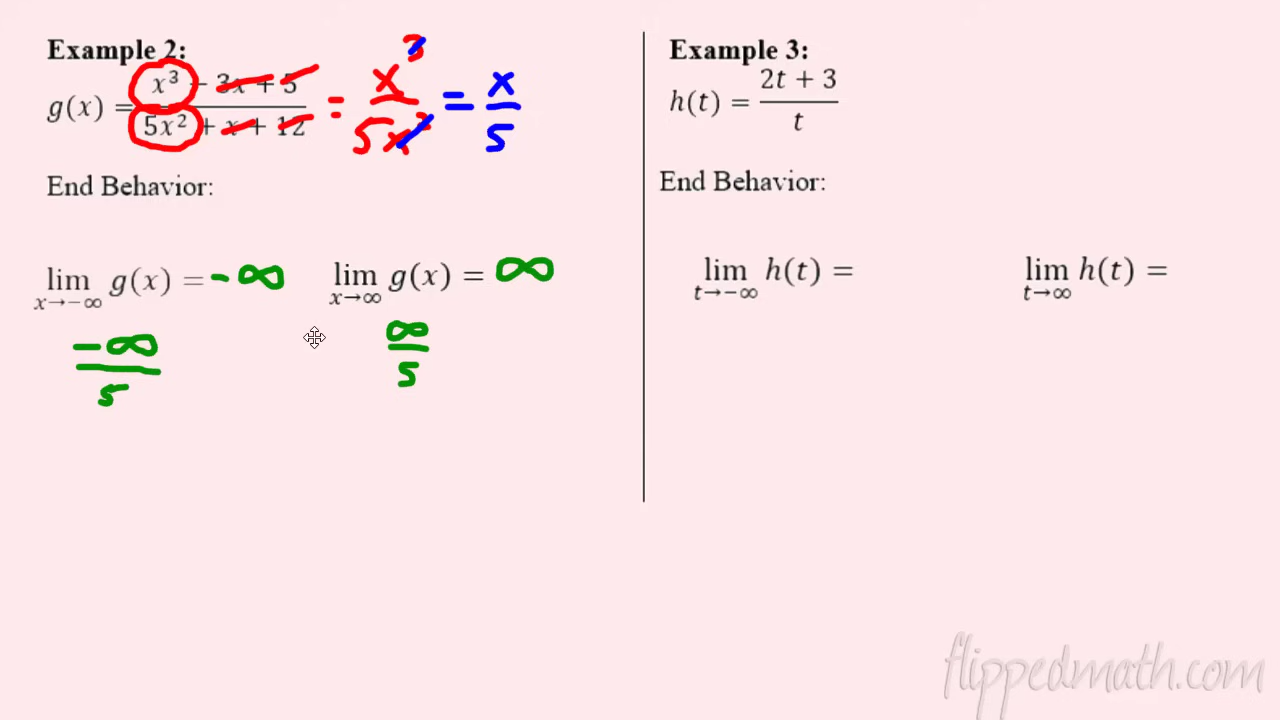 Example 2:
g(x) = x³ − 3x + 5 / 5x² + x + 12 = x³ / 5x² = x / 5
End Behavior:
lim x→−∞ g(x) = -∞
lim x→∞ g(x) = ∞
-∞ / 5
∞ / 5
Example 3:
h(t) = 2t + 3 / t
End Behavior:
lim t→−∞ h(t) =
lim t→∞ h(t) =
flippedmath.com